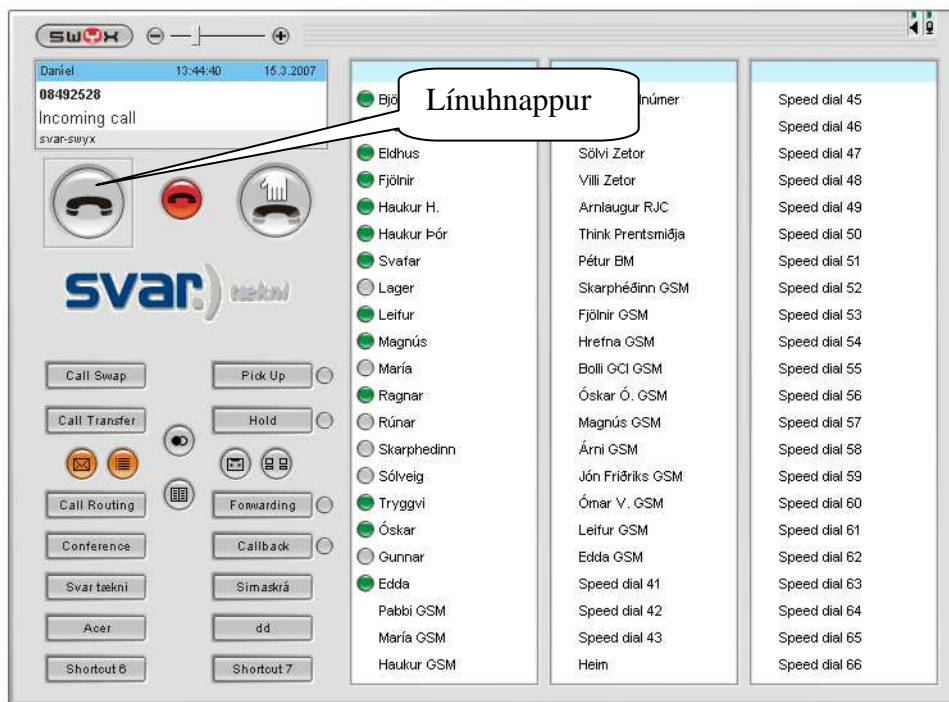 swyx
Daníel 13:44:40 15.3.2007
08492528
Incoming call
svar-swyx
Línuhnappur
svar tækni
Call Swap
Pick Up
Call Transfer
Hold
Call Routing
Forwarding
Conference
Callback
Svar tækni
Simaskrá
Acer
dd
Shortcut 6
Shortcut 7
Eldhus
Fjölnir
Haukur H.
Haukur Þór
Svafar
Lager
Leifur
Magnús
María
Ragnar
Rúnar
Skarphedinn
Sólveig
Tryggvi
Óskar
Gunnar
Edda
Pabbi GSM
María GSM
Haukur GSM
Sölvi Zetor
Villi Zetor
Arnlaugur RJC
Think Prentsmiðja
Pétur BM
Skarphéðinn GSM
Fjölnir GSM
Hrefna GSM
Bolli GCI GSM
Óskar Ó. GSM
Magnús GSM
Árni GSM
Jón Friðriks GSM
Ómar V. GSM
Leifur GSM
Edda GSM
Speed dial 41
Speed dial 42
Speed dial 43
Heim
Speed dial 45
Speed dial 46
Speed dial 47
Speed dial 48
Speed dial 49
Speed dial 50
Speed dial 51
Speed dial 52
Speed dial 53
Speed dial 54
Speed dial 55
Speed dial 56
Speed dial 57
Speed dial 58
Speed dial 59
Speed dial 60
Speed dial 61
Speed dial 62
Speed dial 63
Speed dial 64
Speed dial 65
Speed dial 66